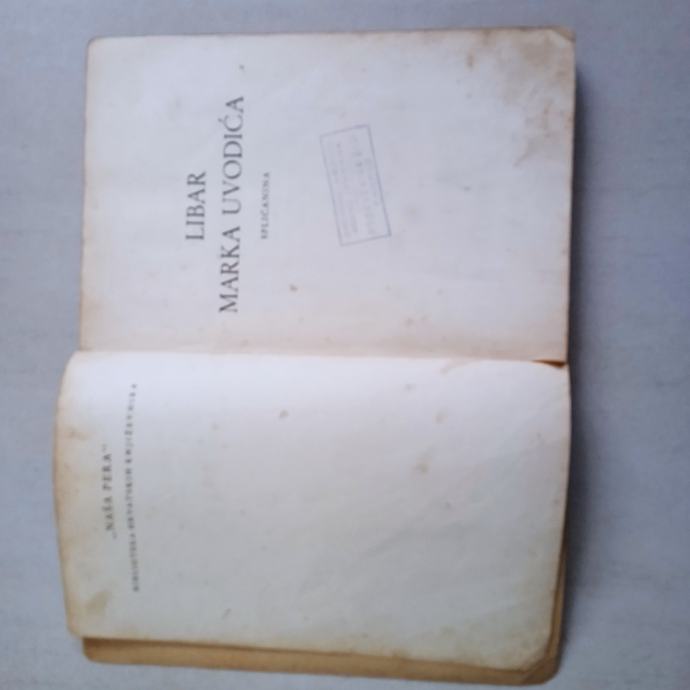 „NAŠA PERA“
BIBLIOTEKA HRVATSKIH KNJIŽEVNIKA
LIBAR
MARKA UVODIĆA
SPLIĆANINA